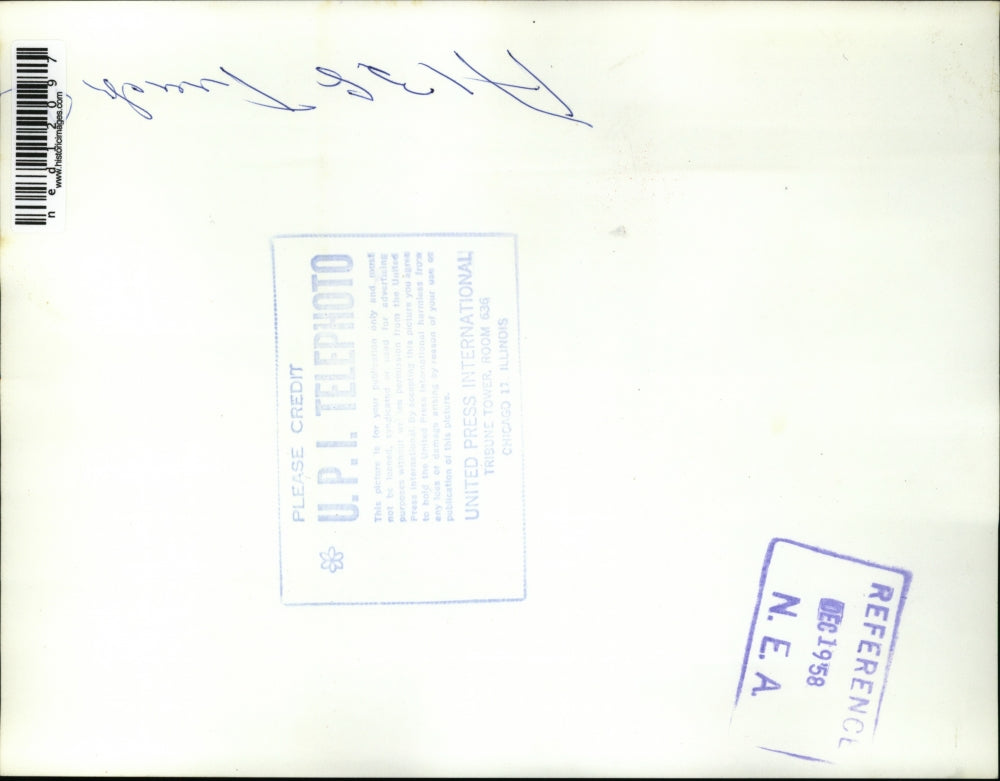 ned12097
www.historicimages.com
PLEASE CREDIT
U.P.I. TELEPHOTO
This picture is for your publication only and must
not be loaned, syndicated or used for advertising
purposes without written permission from the United
Press International. By accepting this picture you agree
to hold the United Press International harmless from
any loss or damage arising by reason of your use or
publication of this picture.
UNITED PRESS INTERNATIONAL
TRIBUNE TOWER, ROOM 636
CHICAGO 11, ILLINOIS
REFERENCE
DEC 1958
N. E. A.